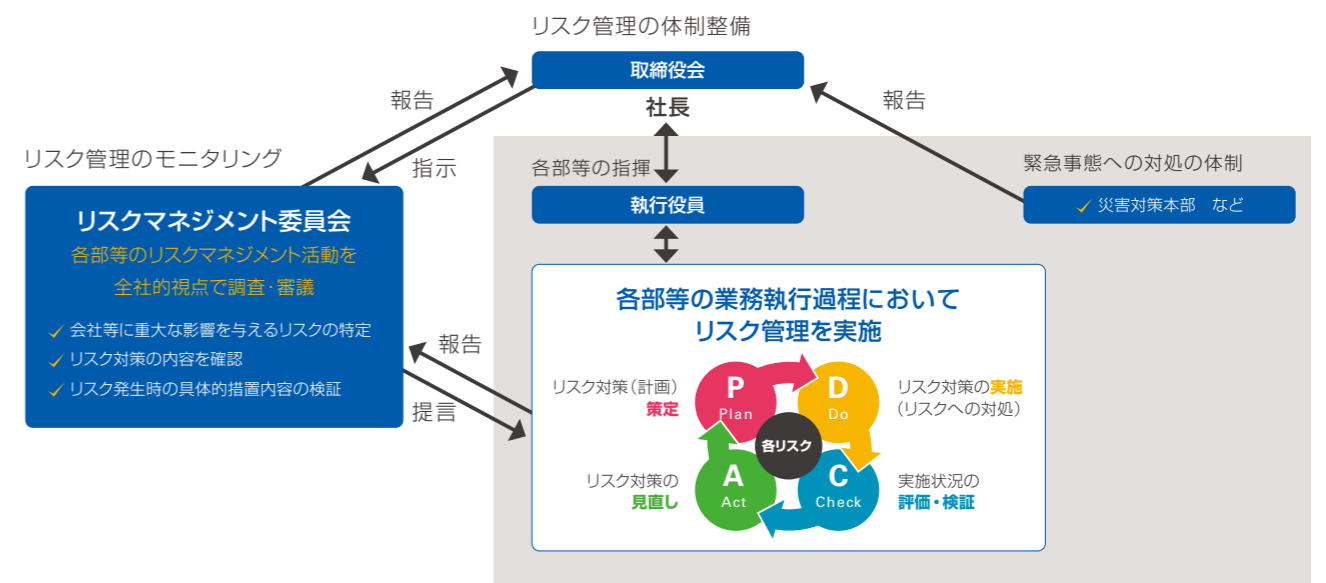 リスク管理の体制整備
取締役会
社長
報告
指示
報告
リスク管理のモニタリング
リスクマネジメント委員会
各部等のリスクマネジメント活動を
全社的視点で調査・審議
✓ 会社等に重大な影響を与えるリスクの特定
✓ リスク対策の内容を確認
✓ リスク発生時の具体的措置内容の検証
各部等の指揮
執行役員
緊急事態への対処の体制
✓ 災害対策本部 など
報告
提言
各部等の業務執行過程において
リスク管理を実施
リスク対策(計画)
策定
P
Plan
D
Do
リスク対策の実施
(リスクへの対処)
各リスク
リスク対策の
見直し
A
Act
C
Check
実施状況の
評価・検証